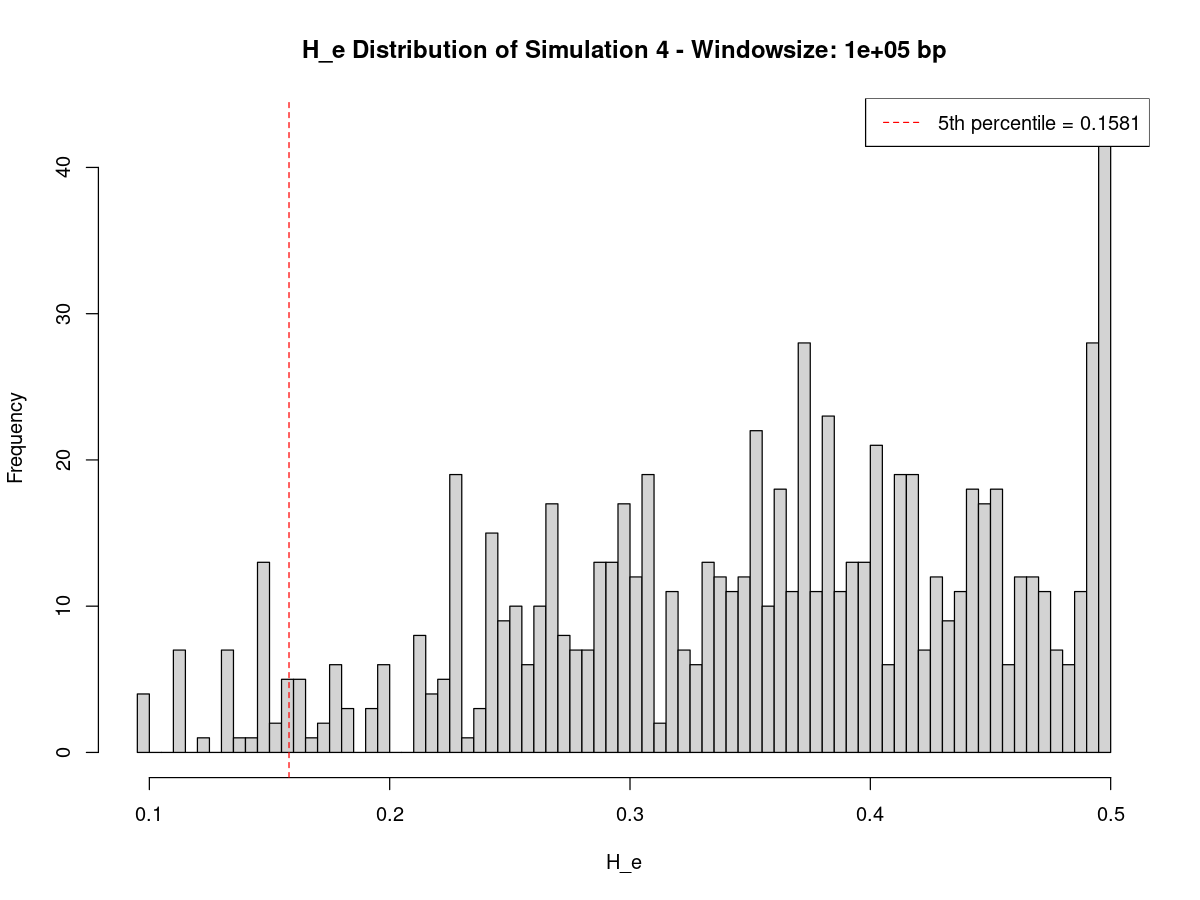 H_e Distribution of Simulation 4 - Windowsize: 1e+05 bp
5th percentile = 0.1581
40
30
20
10
0
Frequency
0.1 0.2 0.3 0.4 0.5
H_e